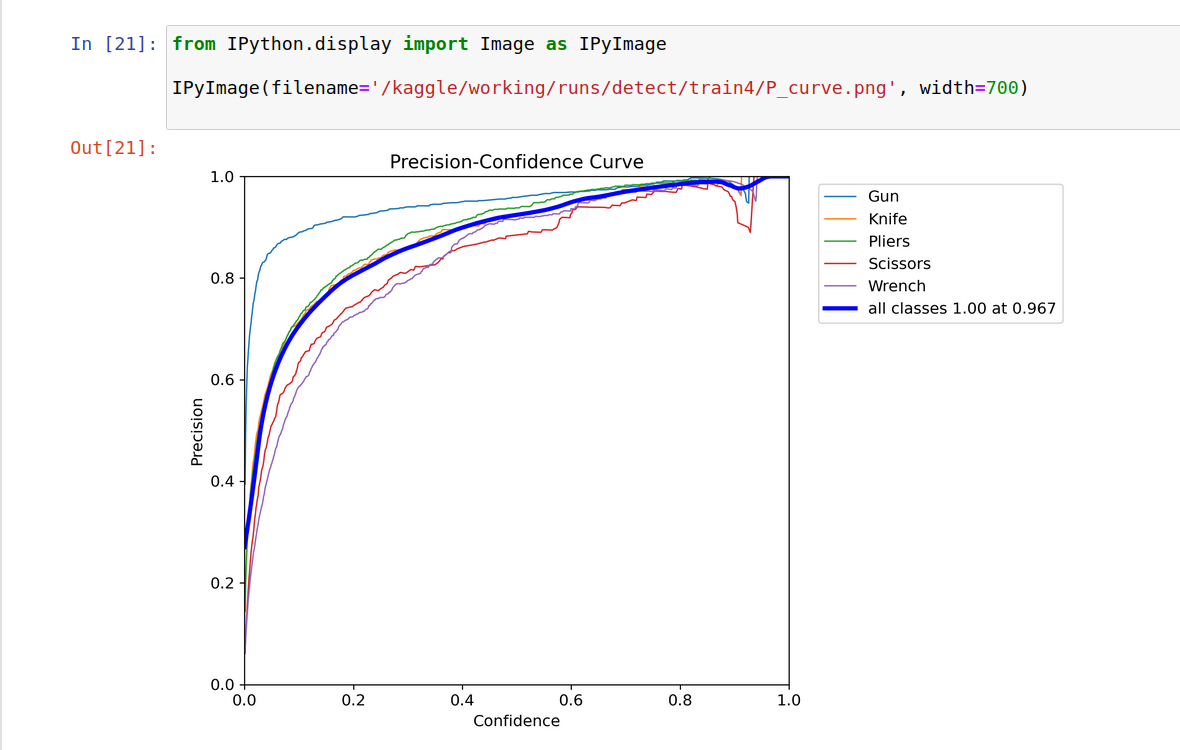 In [21]:
from IPython.display import Image as IPyImage
IPyImage(filename='/kaggle/working/runs/detect/train4/P_curve.png', width=700)
Out[21]:
Precision-Confidence Curve
1.0
0.8
0.6
0.4
0.2
0.0
Precision
0.0 0.2 0.4 0.6 0.8 1.0
Confidence
Gun
Knife
Pliers
Scissors
Wrench
all classes 1.00 at 0.967